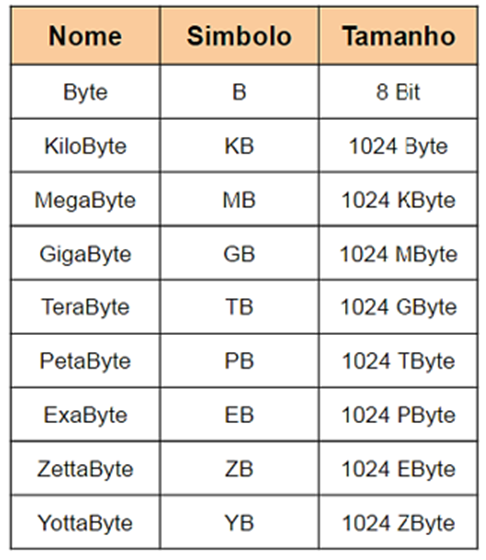 Nome Simbolo Tamanho
Byte B 8 Bit
KiloByte KB 1024 Byte
MegaByte MB 1024 KByte
GigaByte GB 1024 MByte
TeraByte TB 1024 GByte
PetaByte PB 1024 TByte
ExaByte EB 1024 PByte
ZettaByte ZB 1024 EByte
YottaByte YB 1024 ZByte